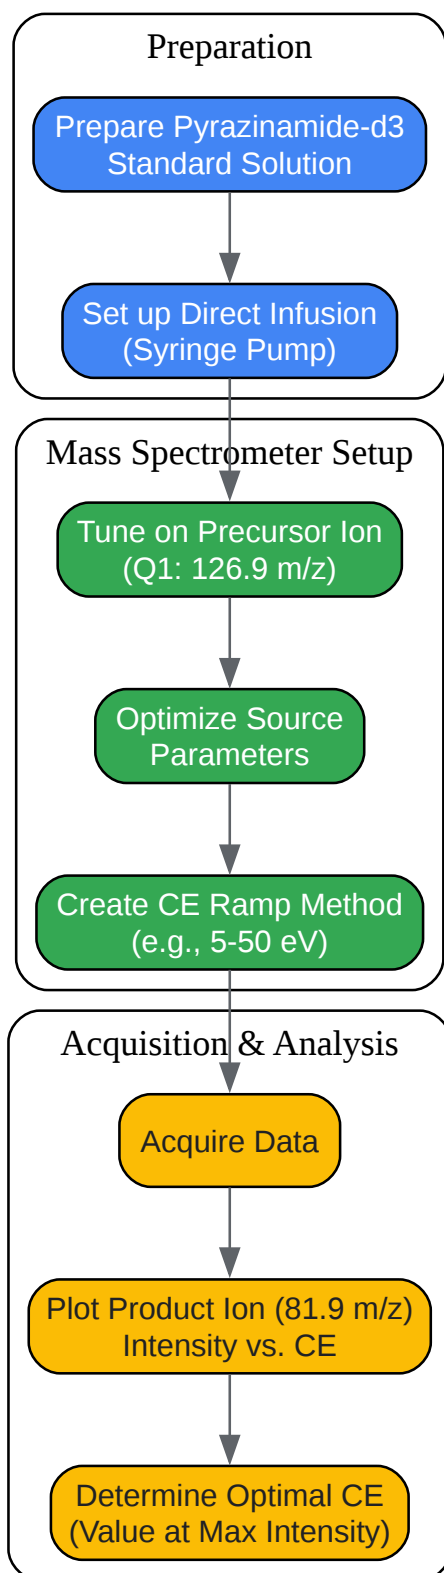 Preparation
Prepare Pyrazinamide-d3
Standard Solution
Set up Direct Infusion
(Syringe Pump)
Mass Spectrometer Setup
Tune on Precursor Ion
(Q1: 126.9 m/z)
Optimize Source
Parameters
Create CE Ramp Method
(e.g., 5-50 eV)
Acquisition & Analysis
Acquire Data
Plot Product Ion (81.9 m/z)
Intensity vs. CE
Determine Optimal CE
(Value at Max Intensity)